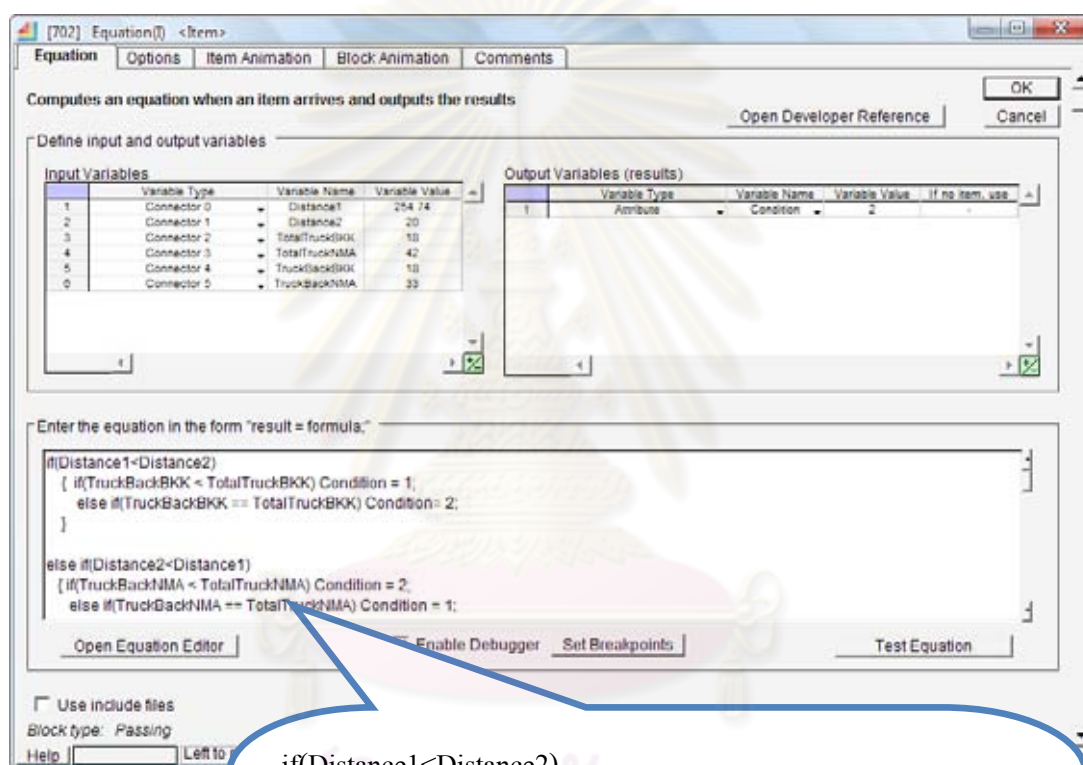 [702] Equation(I) <Item>
Equation Options Item Animation Block Animation Comments
Computes an equation when an item arrives and outputs the results
OK
Open Developer Reference Cancel
Define input and output variables
Input Variables
Variable Type Variable Name Variable Value
1 Connector 0 Distance1 254.74
2 Connector 1 Distance2 20
3 Connector 2 TotalTruckBKK 18
4 Connector 3 TotalTruckNMA 42
5 Connector 4 TruckBackBKK 18
6 Connector 5 TruckBackNMA 33
Output Variables (results)
Variable Type Variable Name Variable Value If no item, use
1 Attribute Condition 2 -
Enter the equation in the form "result = formula;"
if(Distance1<Distance2)
{ if(TruckBackBKK < TotalTruckBKK) Condition = 1;
else if(TruckBackBKK == TotalTruckBKK) Condition= 2;
}
else if(Distance2<Distance1)
{if(TruckBackNMA < TotalTruckNMA) Condition = 2;
else if(TruckBackNMA == TotalTruckNMA) Condition = 1;
Open Equation Editor Enable Debugger Set Breakpoints Test Equation
Use include files
Block type: Passing
Help Left to
if(Distance1<Distance2)